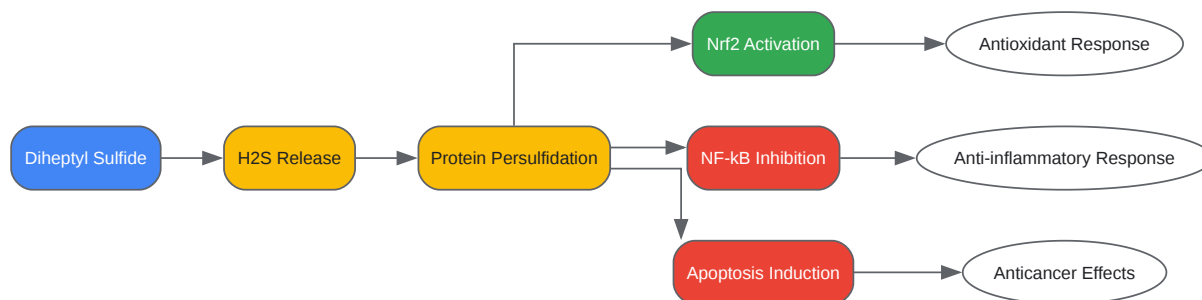 Nrf2 Activation
Antioxidant Response
Diheptyl Sulfide
H2S Release
Protein Persulfidation
NF-kB Inhibition
Anti-inflammatory Response
Apoptosis Induction
Anticancer Effects